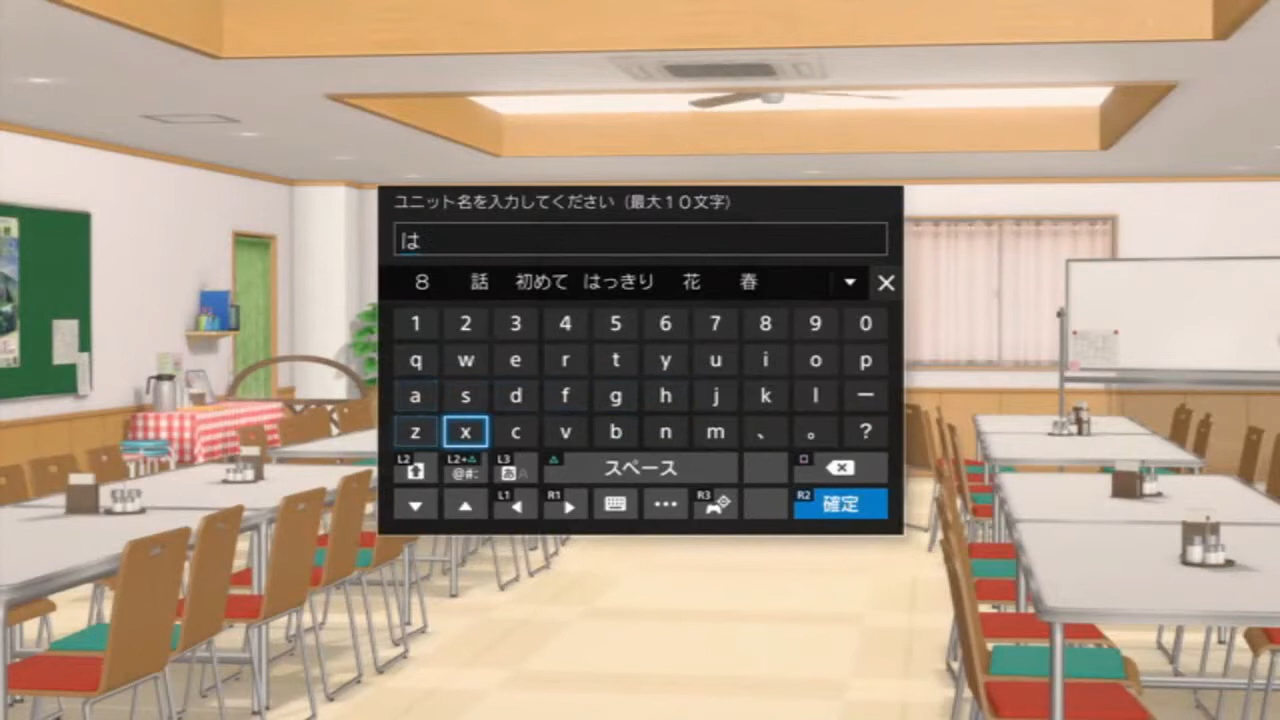 ユニット名を入力してください（最大１０文字）
は
８ 話 初めて はっきり 花 春
1 2 3 4 5 6 7 8 9 0
q w e r t y u i o p
a s d f g h j k l ー
z x c v b n m 、 。 ?
L2 L2+△ @#: L3 あA △ スペース □
L1 R1 ••• R3 R2 確定